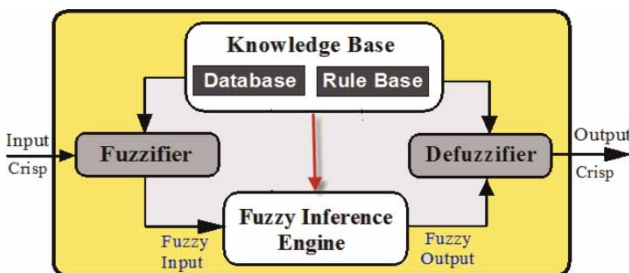 Knowledge Base
Database Rule Base
Input
Crisp
Fuzzifier
Defuzzifier
Output
Crisp
Fuzzy Inference
Engine
Fuzzy
Input
Fuzzy
Output